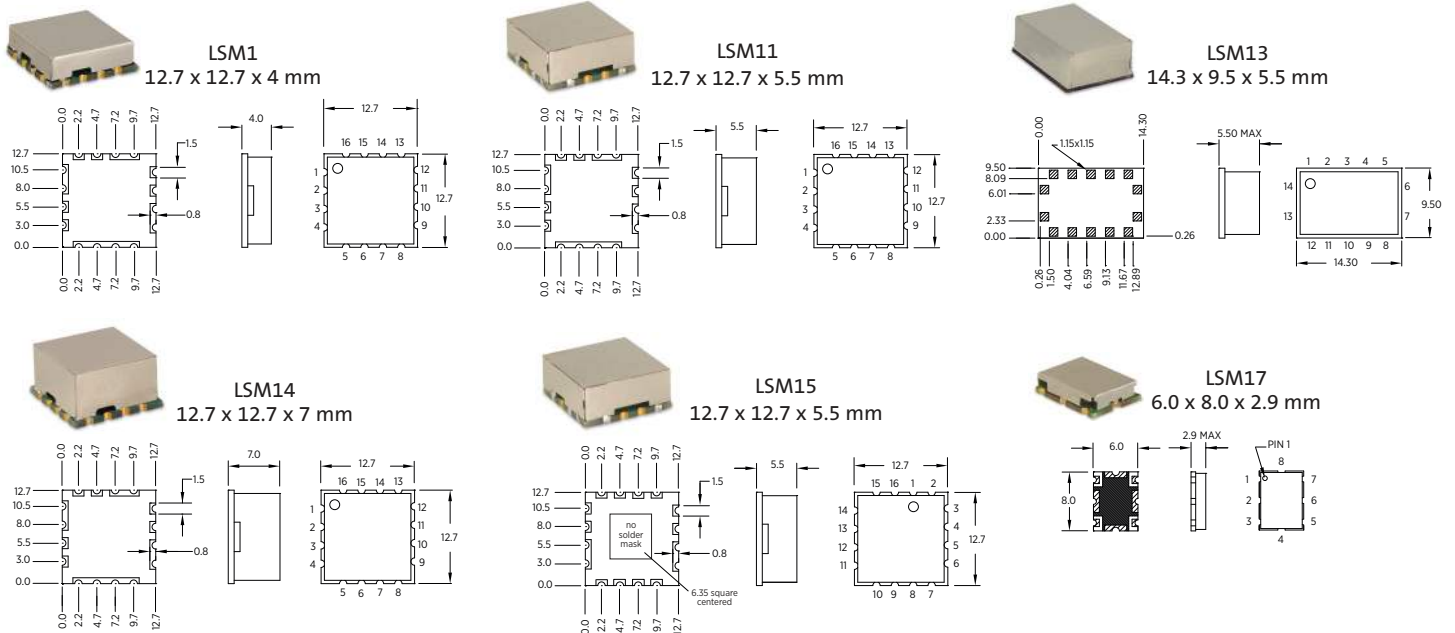 LSM1
12.7 x 12.7 x 4 mm
0.0 2.2 4.7 7.2 9.7 12.7
12.7
10.5
8.0
5.5
3.0
0.0
1.5
0.8
0.0 2.2 4.7 7.2 9.7 12.7
4.0
12.7
16 15 14 13
1 2 3 4
12 11 10 9
5 6 7 8
12.7
LSM11
12.7 x 12.7 x 5.5 mm
0.0 2.2 4.7 7.2 9.7 12.7
12.7
10.5
8.0
5.5
3.0
0.0
1.5
0.8
0.0 2.2 4.7 7.2 9.7 12.7
5.5
12.7
16 15 14 13
1 2 3 4
12 11 10 9
5 6 7 8
12.7
LSM13
14.3 x 9.5 x 5.5 mm
0.00 14.30
1.15x1.15
9.50
8.09
6.01
2.33
0.00
0.26
0.26 1.50 4.04 6.59 9.13 11.67 12.89
5.50 MAX
1 2 3 4 5
14 13
6 7
12 11 10 9 8
9.50
14.30
LSM14
12.7 x 12.7 x 7 mm
0.0 2.2 4.7 7.2 9.7 12.7
12.7
10.5
8.0
5.5
3.0
0.0
1.5
0.8
0.0 2.2 4.7 7.2 9.7 12.7
7.0
12.7
16 15 14 13
1 2 3 4
12 11 10 9
5 6 7 8
12.7
LSM15
12.7 x 12.7 x 5.5 mm
0.0 2.2 4.7 7.2 9.7 12.7
12.7
10.5
8.0
5.5
3.0
0.0
no
solder
mask
1.5
0.8
6.35 square
centered
0.0 2.2 4.7 7.2 9.7 12.7
5.5
12.7
15 16 1 2
14 13 12 11
3 4 5 6
10 9 8 7
12.7
LSM17
6.0 x 8.0 x 2.9 mm
6.0
8.0
2.9 MAX
PIN 1
8
1 2 3
7 6 5
4